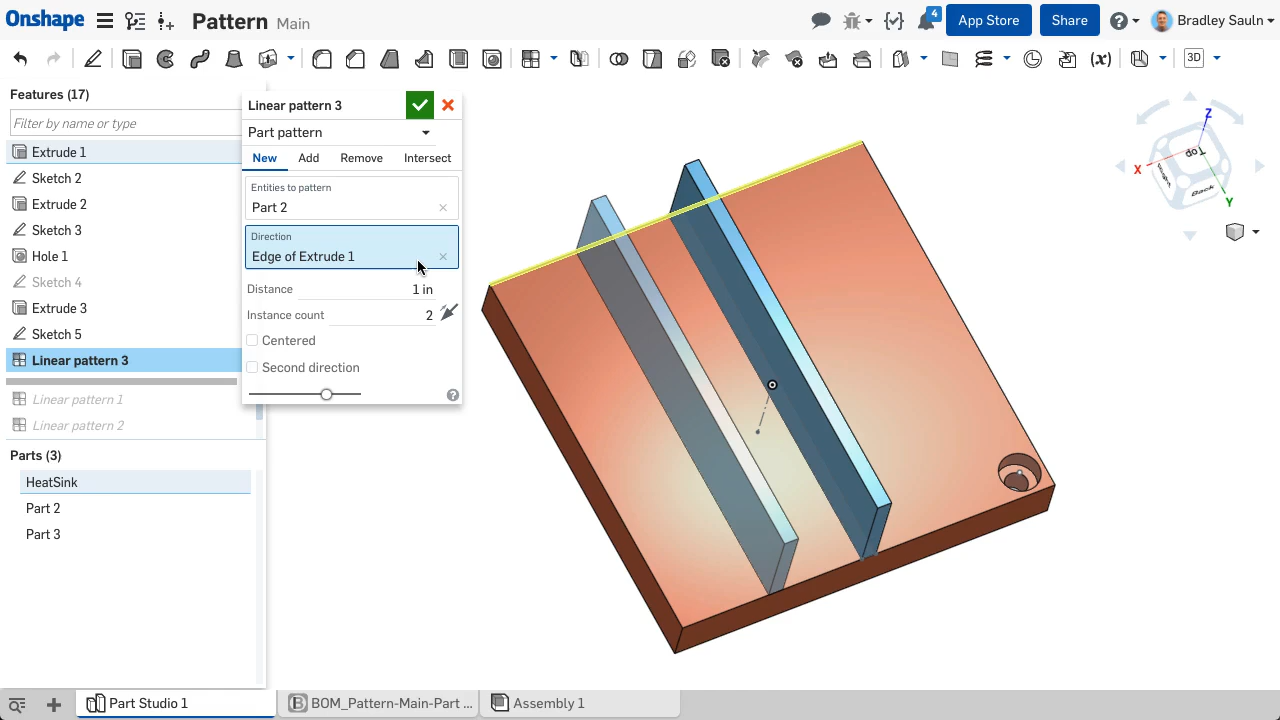 Onshape
Pattern Main
4
App Store
Share
Bradley Sauln
3D
Features (17)
Filter by name or type
Extrude 1
Sketch 2
Extrude 2
Sketch 3
Hole 1
Sketch 4
Extrude 3
Sketch 5
Linear pattern 3
Linear pattern 1
Linear pattern 2
Parts (3)
HeatSink
Part 2
Part 3
Linear pattern 3
Part pattern
New Add Remove Intersect
Entities to pattern
Part 2
Direction
Edge of Extrude 1
Distance 1 in
Instance count 2
Centered
Second direction
Z
X
Y
Top
Right
Back
Part Studio 1
BOM_Pattern-Main-Part ...
Assembly 1